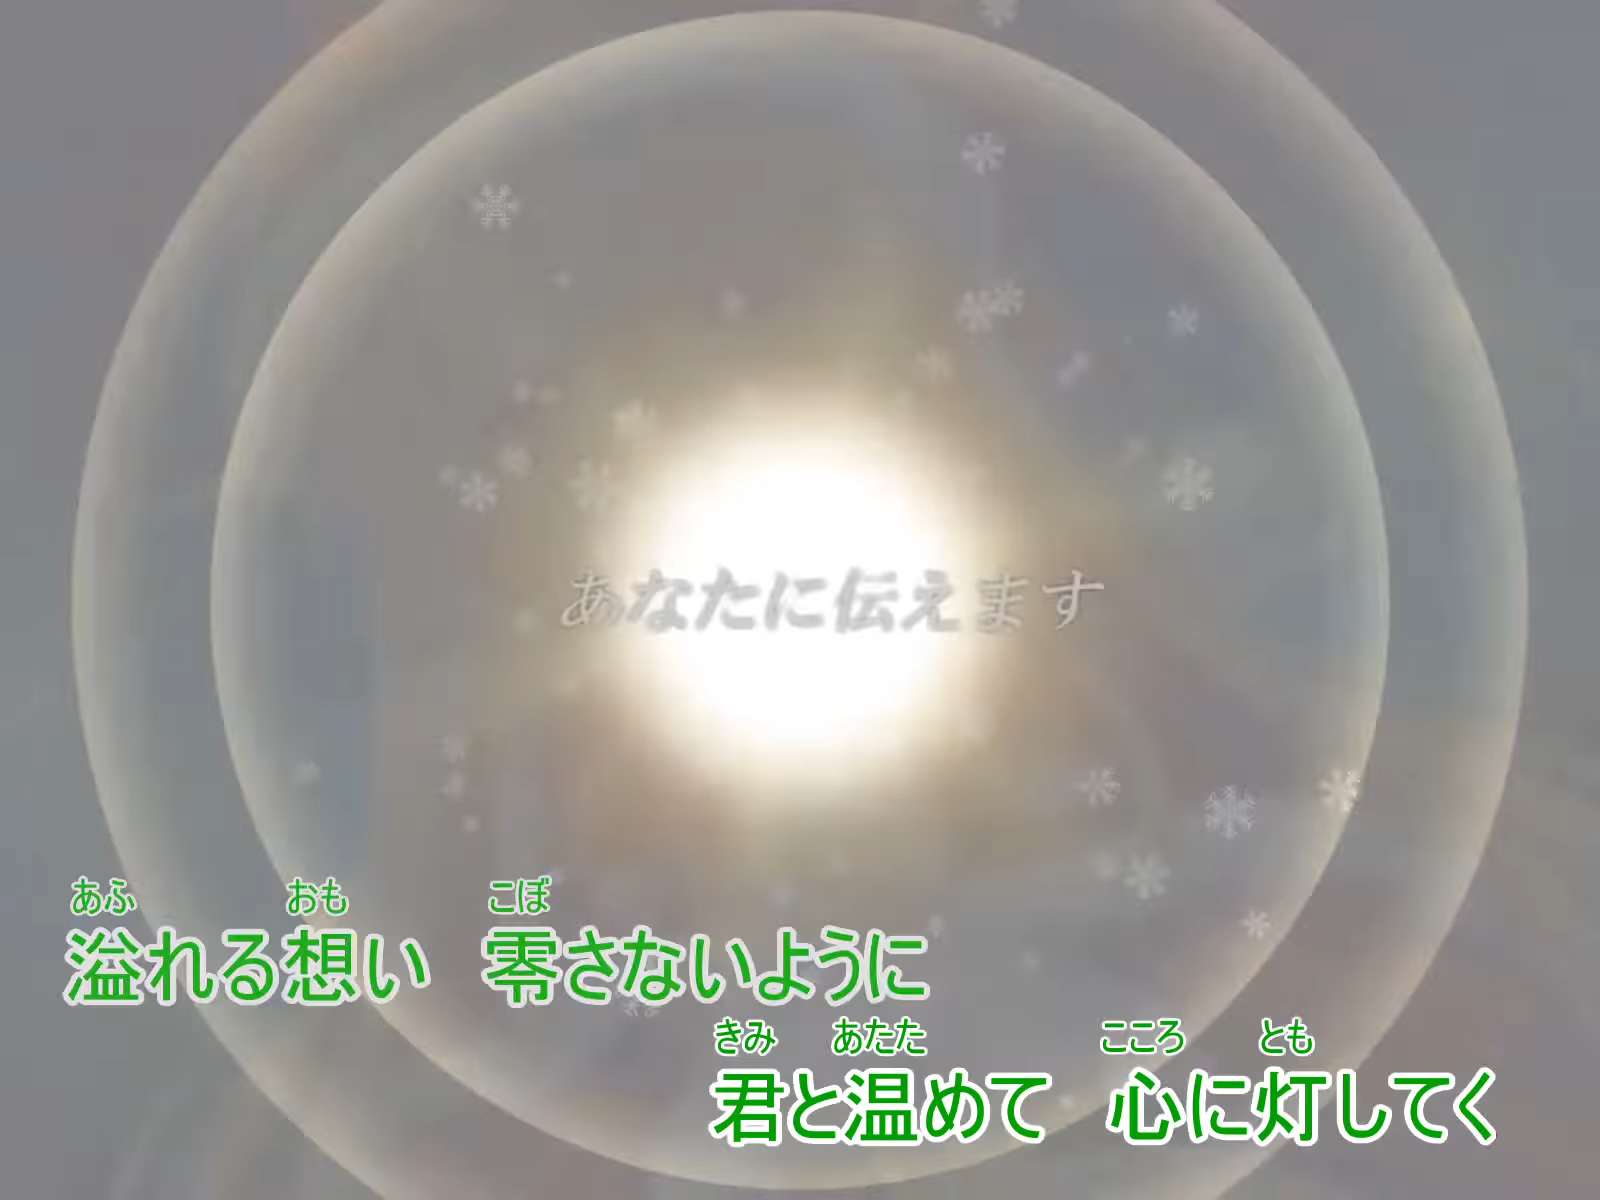 あなたに伝えます
あふ おも こぼ
溢れる想い 零さないように
きみ あたた こころ とも
君と温めて 心に灯してく